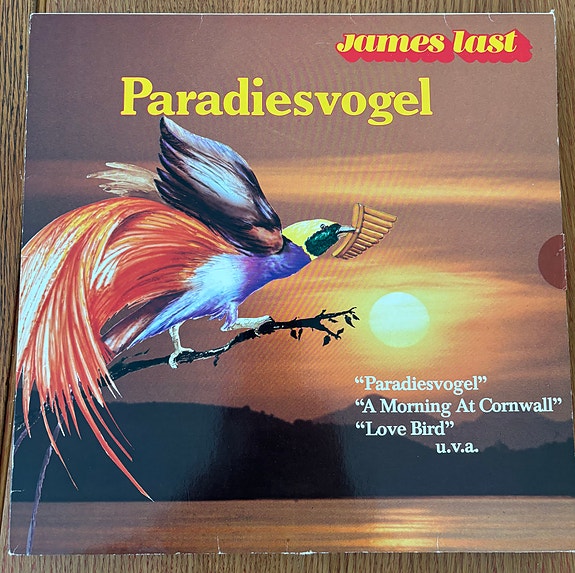 james last
Paradiesvogel
“Paradiesvogel”
“A Morning At Cornwall”
“Love Bird”
u.v.a.